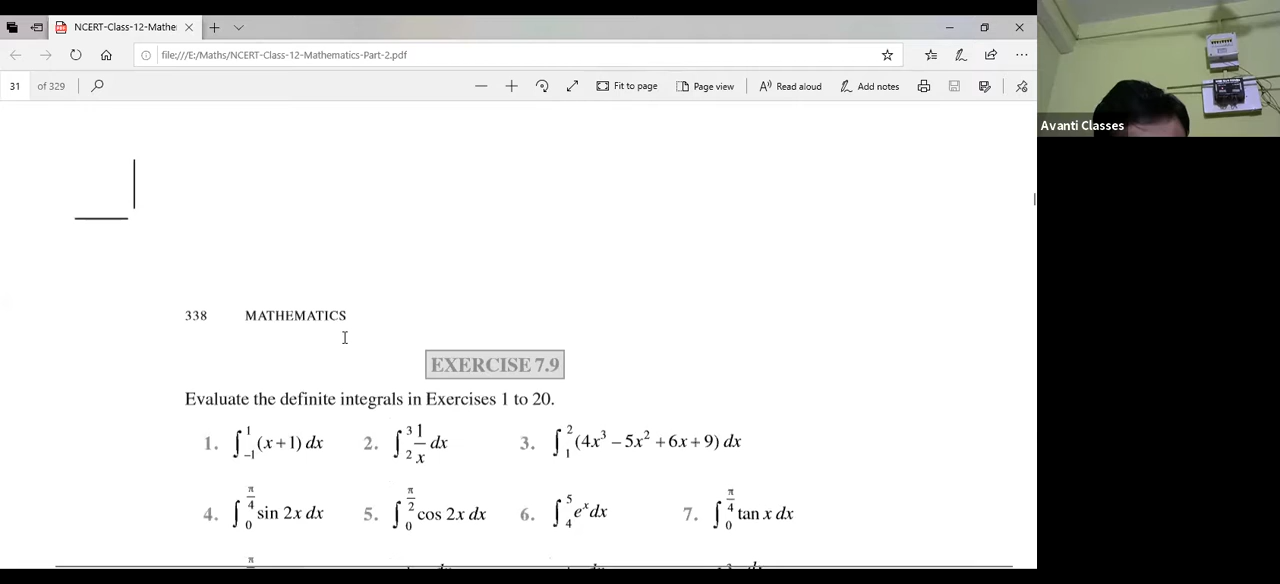 NCERT-Class-12-Mathe
file:///E:/Maths/NCERT-Class-12-Mathematics-Part-2.pdf
31 of 329 Fit to page Page view Read aloud Add notes
Avanti Classes
338 MATHEMATICS
EXERCISE 7.9
Evaluate the definite integrals in Exercises 1 to 20.
1. ∫_{-1}^{1} (x+1) dx 2. ∫_{2}^{3} 1/x dx 3. ∫_{1}^{2} (4x³ – 5x² + 6x + 9) dx
4. ∫_{0}^{π/4} sin 2x dx 5. ∫_{0}^{π/2} cos 2x dx 6. ∫_{4}^{5} eˣ dx 7. ∫_{0}^{π/4} tan x dx